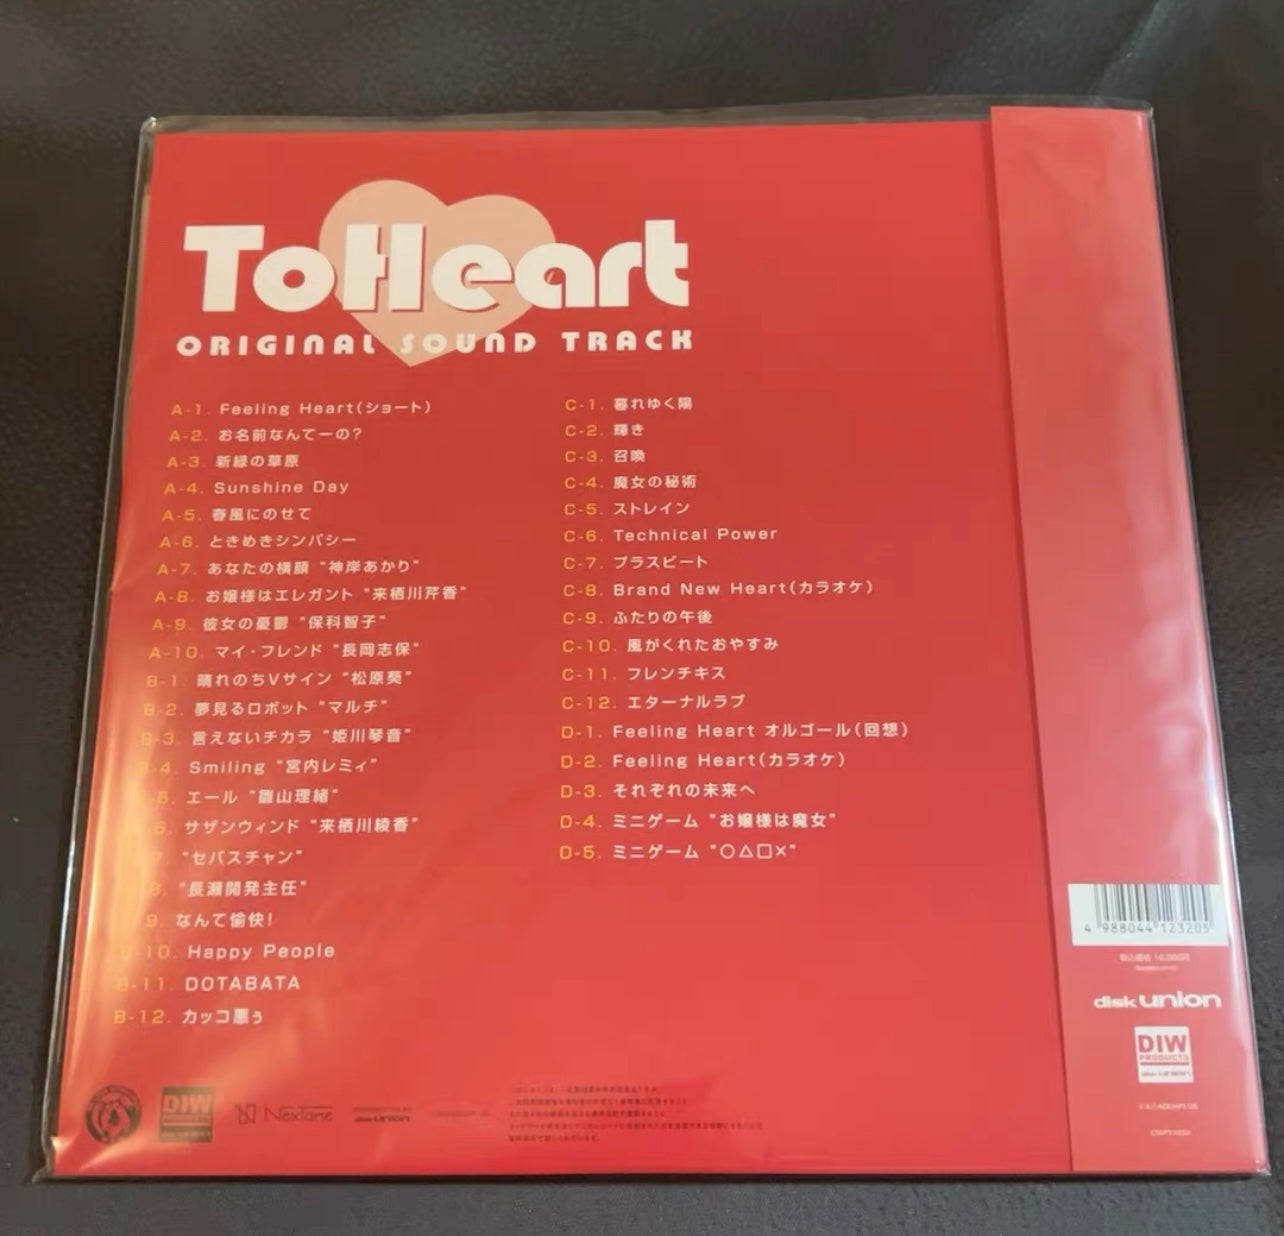 ToHeart
ORIGINAL SOUND TRACK
A-1. Feeling Heart(ショート)
A-2. お名前なんてーの?
A-3. 新緑の草原
A-4. Sunshine Day
A-5. 春風にのせて
A-6. ときめきシンパシー
A-7. あなたの横顔 "神岸あかり"
A-8. お嬢様はエレガント "来栖川芹香"
A-9. 彼女の憂鬱 "保科智子"
A-10. マイ・フレンド "長岡志保"
B-1. 晴れのちVサイン "松原葵"
B-2. 夢見るロボット "マルチ"
B-3. 言えないチカラ "姫川琴音"
-4. Smiling "宮内レミィ"
-5. エール "雛山理緒"
6. サザンウィンド "来栖川綾香"
7. "セバスチャン"
8. "長瀬開発主任"
9. なんて愉快!
10. Happy People
B-11. DOTABATA
B-12. カッコ悪ぅ
C-1. 暮れゆく陽
C-2. 輝き
C-3. 召喚
C-4. 魔女の秘術
C-5. ストレイン
C-6. Technical Power
C-7. プラスビート
C-8. Brand New Heart(カラオケ)
C-9. ふたりの午後
C-10. 風がくれたおやすみ
C-11. フレンチキス
C-12. エターナルラブ
D-1. Feeling Heart オルゴール(回想)
D-2. Feeling Heart(カラオケ)
D-3. それぞれの未来へ
D-4. ミニゲーム "お嬢様は魔女"
D-5. ミニゲーム "○△□×"
4 988044 123205
disk union
DIW
PRODUCTS
DIW
NexTone
union